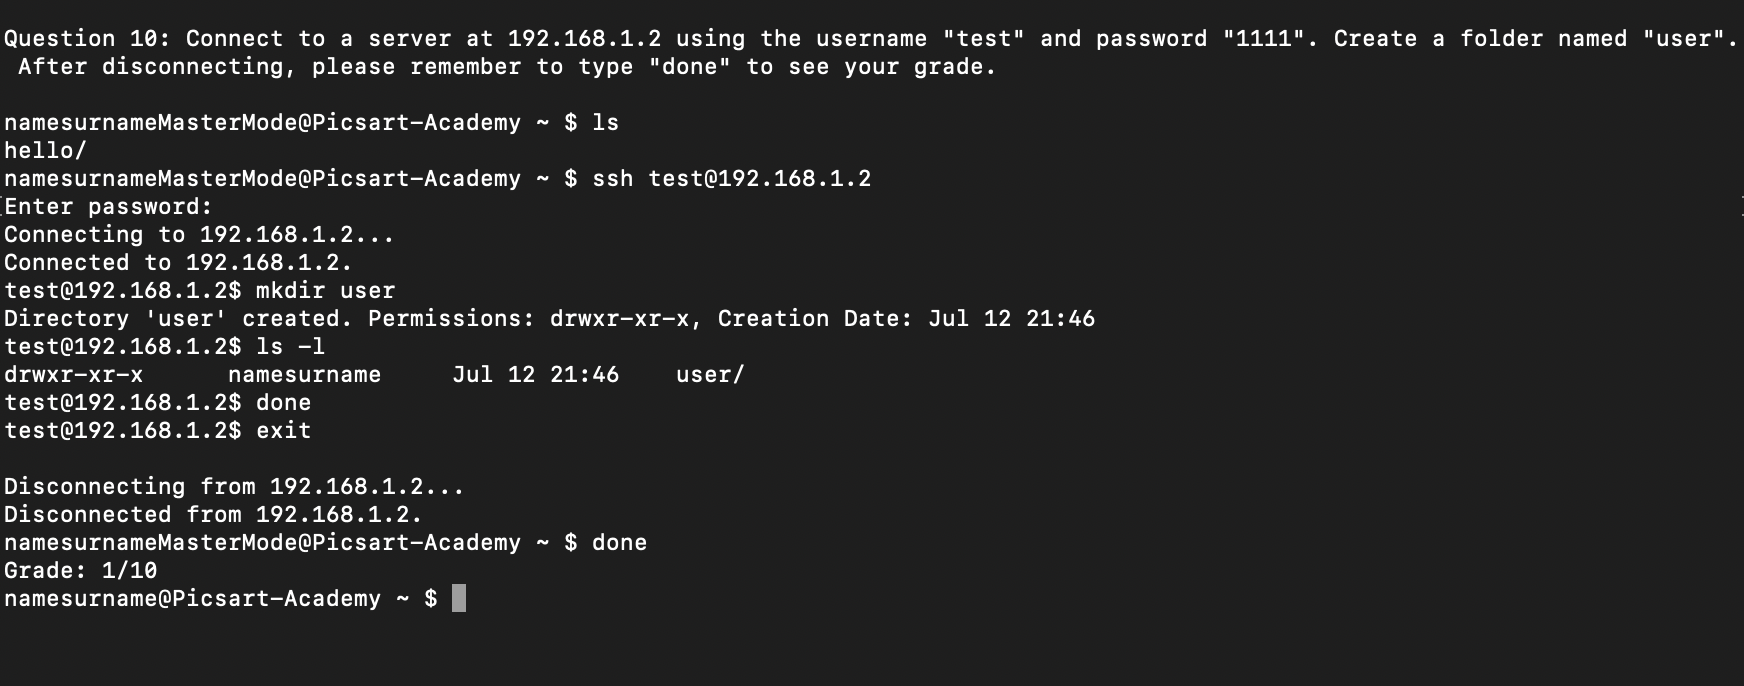 Question 10: Connect to a server at 192.168.1.2 using the username "test" and password "1111". Create a folder named "user".
After disconnecting, please remember to type "done" to see your grade.
namesurnameMasterMode@Picsart-Academy ~ $ ls
hello/
namesurnameMasterMode@Picsart-Academy ~ $ ssh test@192.168.1.2
Enter password:
Connecting to 192.168.1.2...
Connected to 192.168.1.2.
test@192.168.1.2$ mkdir user
Directory 'user' created. Permissions: drwxr-xr-x, Creation Date: Jul 12 21:46
test@192.168.1.2$ ls -l
drwxr-xr-x      namesurname     Jul 12 21:46    user/
test@192.168.1.2$ done
test@192.168.1.2$ exit
Disconnecting from 192.168.1.2...
Disconnected from 192.168.1.2.
namesurnameMasterMode@Picsart-Academy ~ $ done
Grade: 1/10
namesurname@Picsart-Academy ~ $